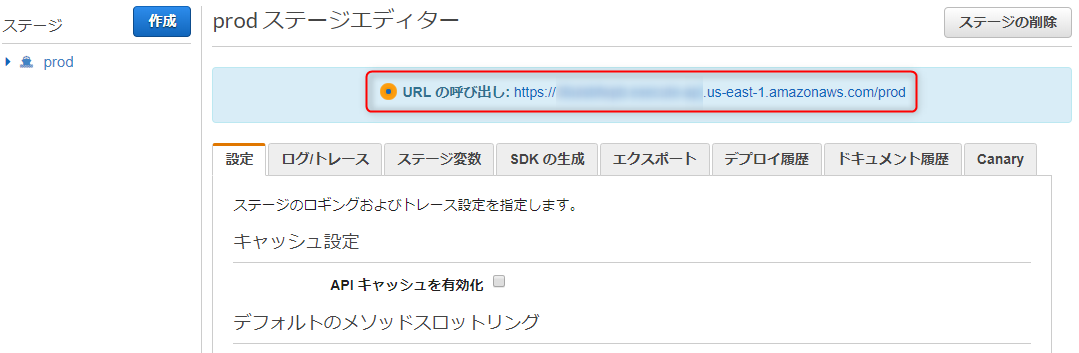 ステージ
作成
prod
prod ステージエディター
ステージの削除
URL の呼び出し: https:// .us-east-1.amazonaws.com/prod
設定 ログ/トレース ステージ変数 SDK の生成 エクスポート デプロイ履歴 ドキュメント履歴 Canary
ステージのロギングおよびトレース設定を指定します。
キャッシュ設定
API キャッシュを有効化
デフォルトのメソッドスロットリング